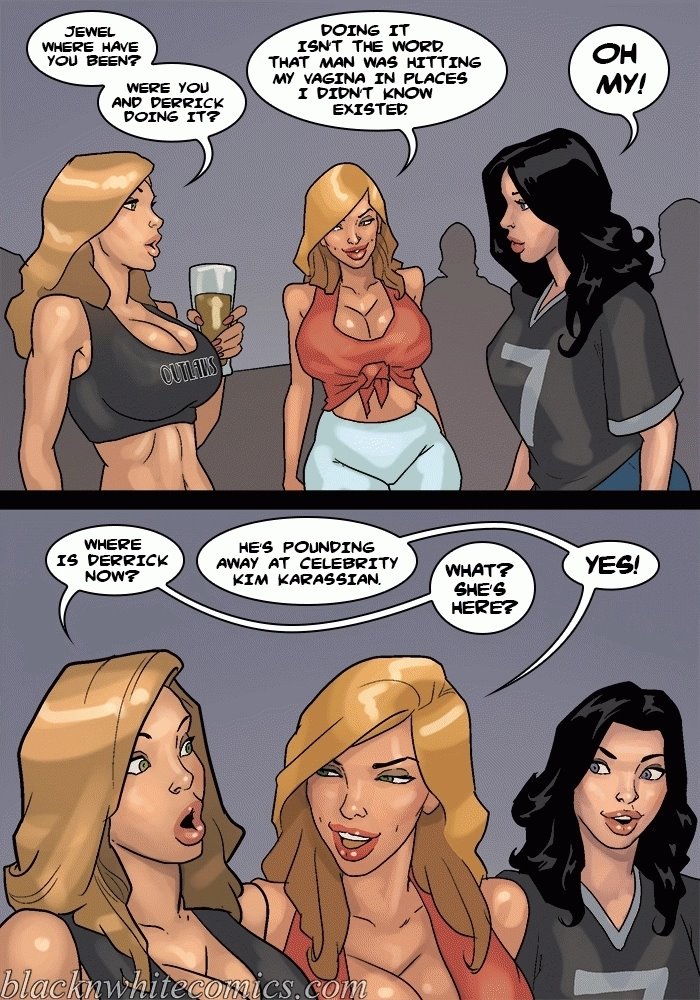 JEWEL
WHERE HAVE
YOU BEEN?
WERE YOU
AND DERRICK
DOING IT?
DOING IT
ISN'T THE WORD.
THAT MAN WAS HITTING
MY VAGINA IN PLACES
I DIDN'T KNOW
EXISTED.
OH
MY!
OUTLAWS
7
WHERE
IS DERRICK
NOW?
HE'S POUNDING
AWAY AT CELEBRITY
KIM KARASSIAN.
WHAT?
SHE'S
HERE?
YES!
7
blacknwhitecomics.com